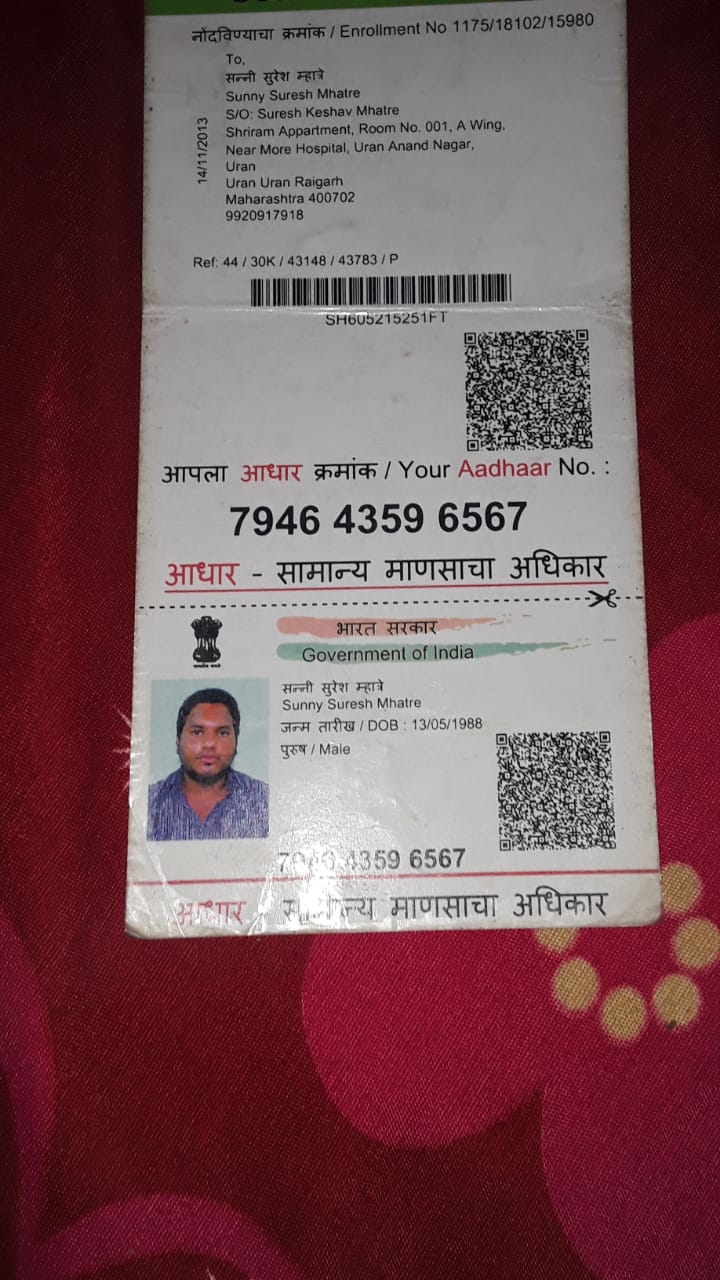 नोंदविण्याचा क्रमांक / Enrollment No 1175/18102/15980
To,
सन्नी सुरेश म्हात्रे
Sunny Suresh Mhatre
S/O: Suresh Keshav Mhatre
Shriram Appartment, Room No. 001, A Wing,
Near More Hospital, Uran Anand Nagar,
Uran
Uran Uran Raigarh
Maharashtra 400702
9920917918
14/11/2013
Ref: 44 / 30K / 43148 / 43783 / P
SH605215251FT
आपला आधार क्रमांक / Your Aadhaar No. :
7946 4359 6567
आधार - सामान्य माणसाचा अधिकार
भारत सरकार
Government of India
सन्नी सुरेश म्हात्रे
Sunny Suresh Mhatre
जन्म तारीख / DOB : 13/05/1988
पुरुष / Male
7946 4359 6567
आधार - सामान्य माणसाचा अधिकार